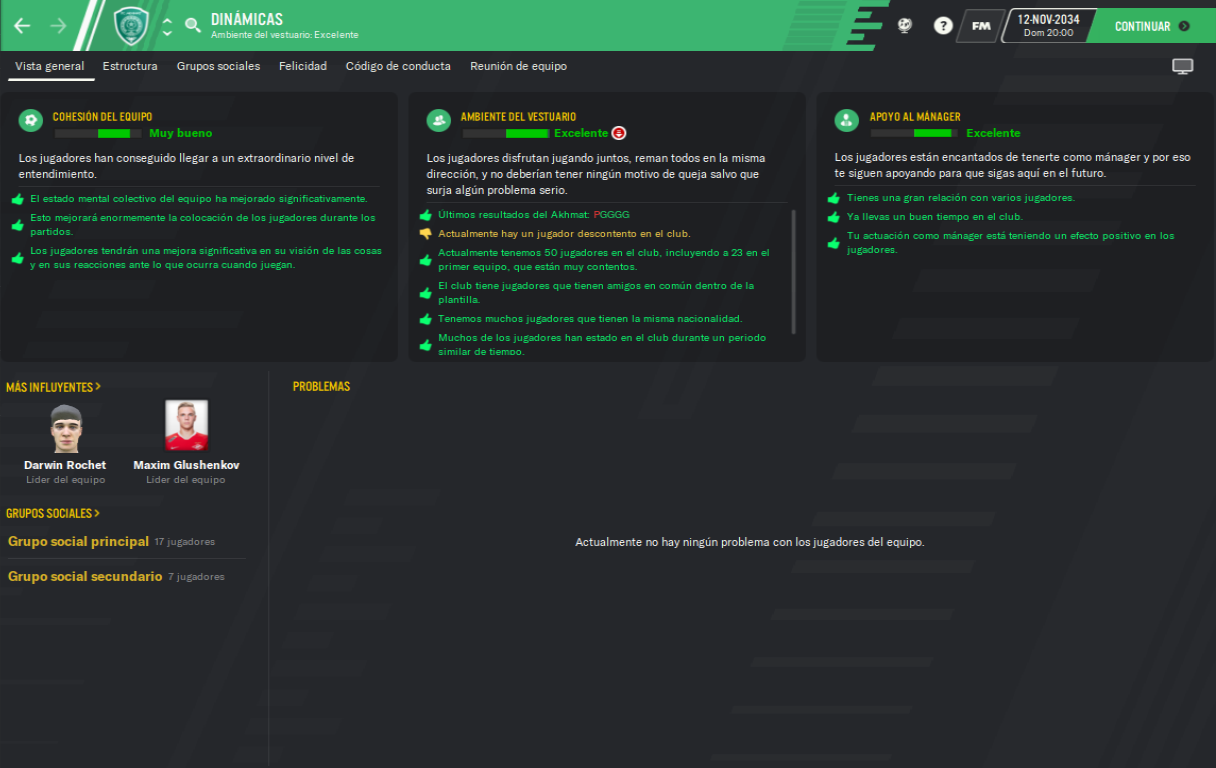 DINÁMICAS
Ambiente del vestuario: Excelente
?
FM
12-NOV-2034
Dom 20:00
CONTINUAR
Vista general
Estructura
Grupos sociales
Felicidad
Código de conducta
Reunión de equipo
COHESIÓN DEL EQUIPO
Muy bueno
Los jugadores han conseguido llegar a un extraordinario nivel de
entendimiento.
El estado mental colectivo del equipo ha mejorado significativamente.
Esto mejorará enormemente la colocación de los jugadores durante los
partidos.
Los jugadores tendrán una mejora significativa en su visión de las cosas
y en sus reacciones ante lo que ocurra cuando juegan.
AMBIENTE DEL VESTUARIO
Excelente
Los jugadores disfrutan jugando juntos, reman todos en la misma
dirección, y no deberían tener ningún motivo de queja salvo que
surja algún problema serio.
Últimos resultados del Akhmat: PGGGG
Actualmente hay un jugador descontento en el club.
Actualmente tenemos 50 jugadores en el club, incluyendo a 23 en el
primer equipo, que están muy contentos.
El club tiene jugadores que tienen amigos en común dentro de la
plantilla.
Tenemos muchos jugadores que tienen la misma nacionalidad.
Muchos de los jugadores han estado en el club durante un periodo
similar de tiempo.
APOYO AL MÁNAGER
Excelente
Los jugadores están encantados de tenerte como mánager y por eso
te siguen apoyando para que sigas aquí en el futuro.
Tienes una gran relación con varios jugadores.
Ya llevas un buen tiempo en el club.
Tu actuación como mánager está teniendo un efecto positivo en los
jugadores.
MÁS INFLUYENTES >
Darwin Rochet
Líder del equipo
Maxim Glushenkov
Líder del equipo
GRUPOS SOCIALES >
Grupo social principal 17 jugadores
Grupo social secundario 7 jugadores
PROBLEMAS
Actualmente no hay ningún problema con los jugadores del equipo.